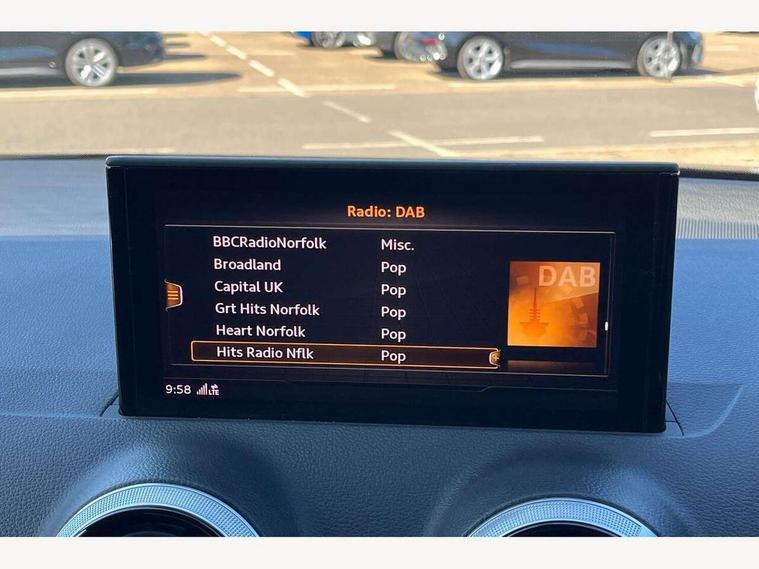 Radio: DAB
BBCRadioNorfolk Misc.
Broadland Pop
Capital UK Pop
Grt Hits Norfolk Pop
Heart Norfolk Pop
Hits Radio Nflk Pop
DAB
9:58 LTE